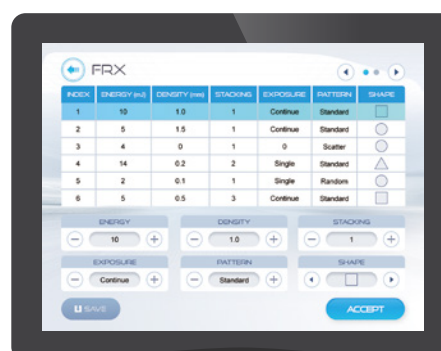 FRX
INDEX ENERGY (mJ) DENSITY (mm) STACKING EXPOSURE PATTERN SHAPE
1 10 1.0 1 Continue Standard
2 5 1.5 1 Continue Standard
3 4 0 1 0 Scatter
4 14 0.2 2 Single Standard
5 2 0.1 1 Single Random
6 5 0.5 3 Continue Standard
ENERGY DENSITY STACKING
− 10 + − 1.0 + − 1 +
EXPOSURE PATTERN SHAPE
− Continue + − Standard +
SAVE ACCEPT